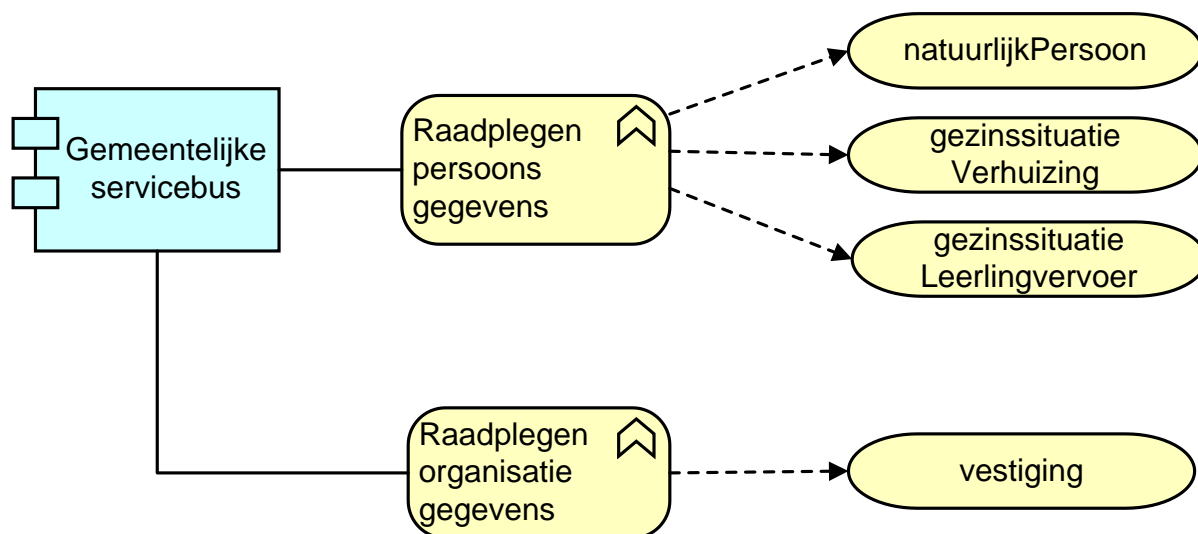 Gemeentelijke
servicebus
Raadplegen
persoons
gegevens
natuurlijkPersoon
gezinssituatie
Verhuizing
gezinssituatie
Leerlingvervoer
Raadplegen
organisatie
gegevens
vestiging